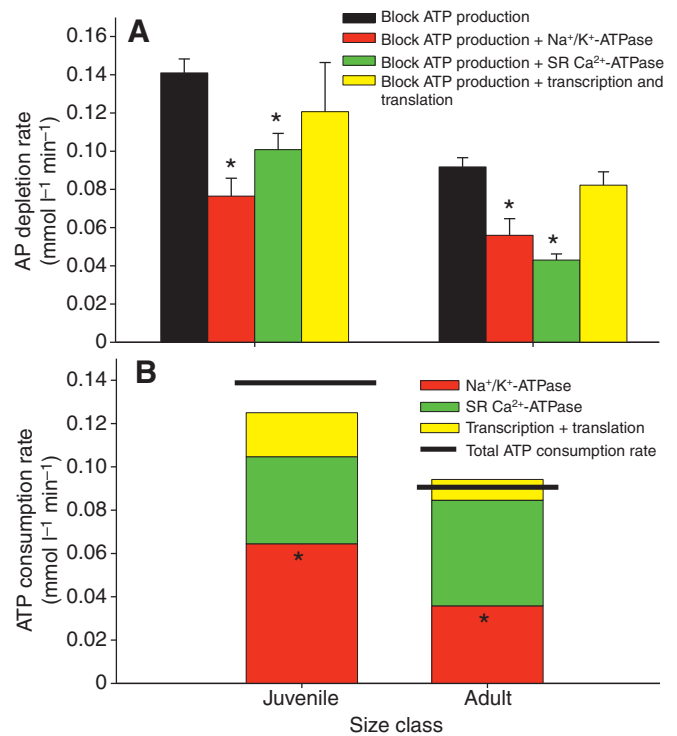 A
Block ATP production
Block ATP production + Na⁺/K⁺-ATPase
Block ATP production + SR Ca²⁺-ATPase
Block ATP production + transcription and
translation
AP depletion rate
(mmol l⁻¹ min⁻¹)
0.16
0.14
0.12
0.10
0.08
0.06
0.04
0.02
0
*
*
*
*
B
Na⁺/K⁺-ATPase
SR Ca²⁺-ATPase
Transcription + translation
Total ATP consumption rate
ATP consumption rate
(mmol l⁻¹ min⁻¹)
0.14
0.12
0.10
0.08
0.06
0.04
0.02
0
*
*
Juvenile
Adult
Size class